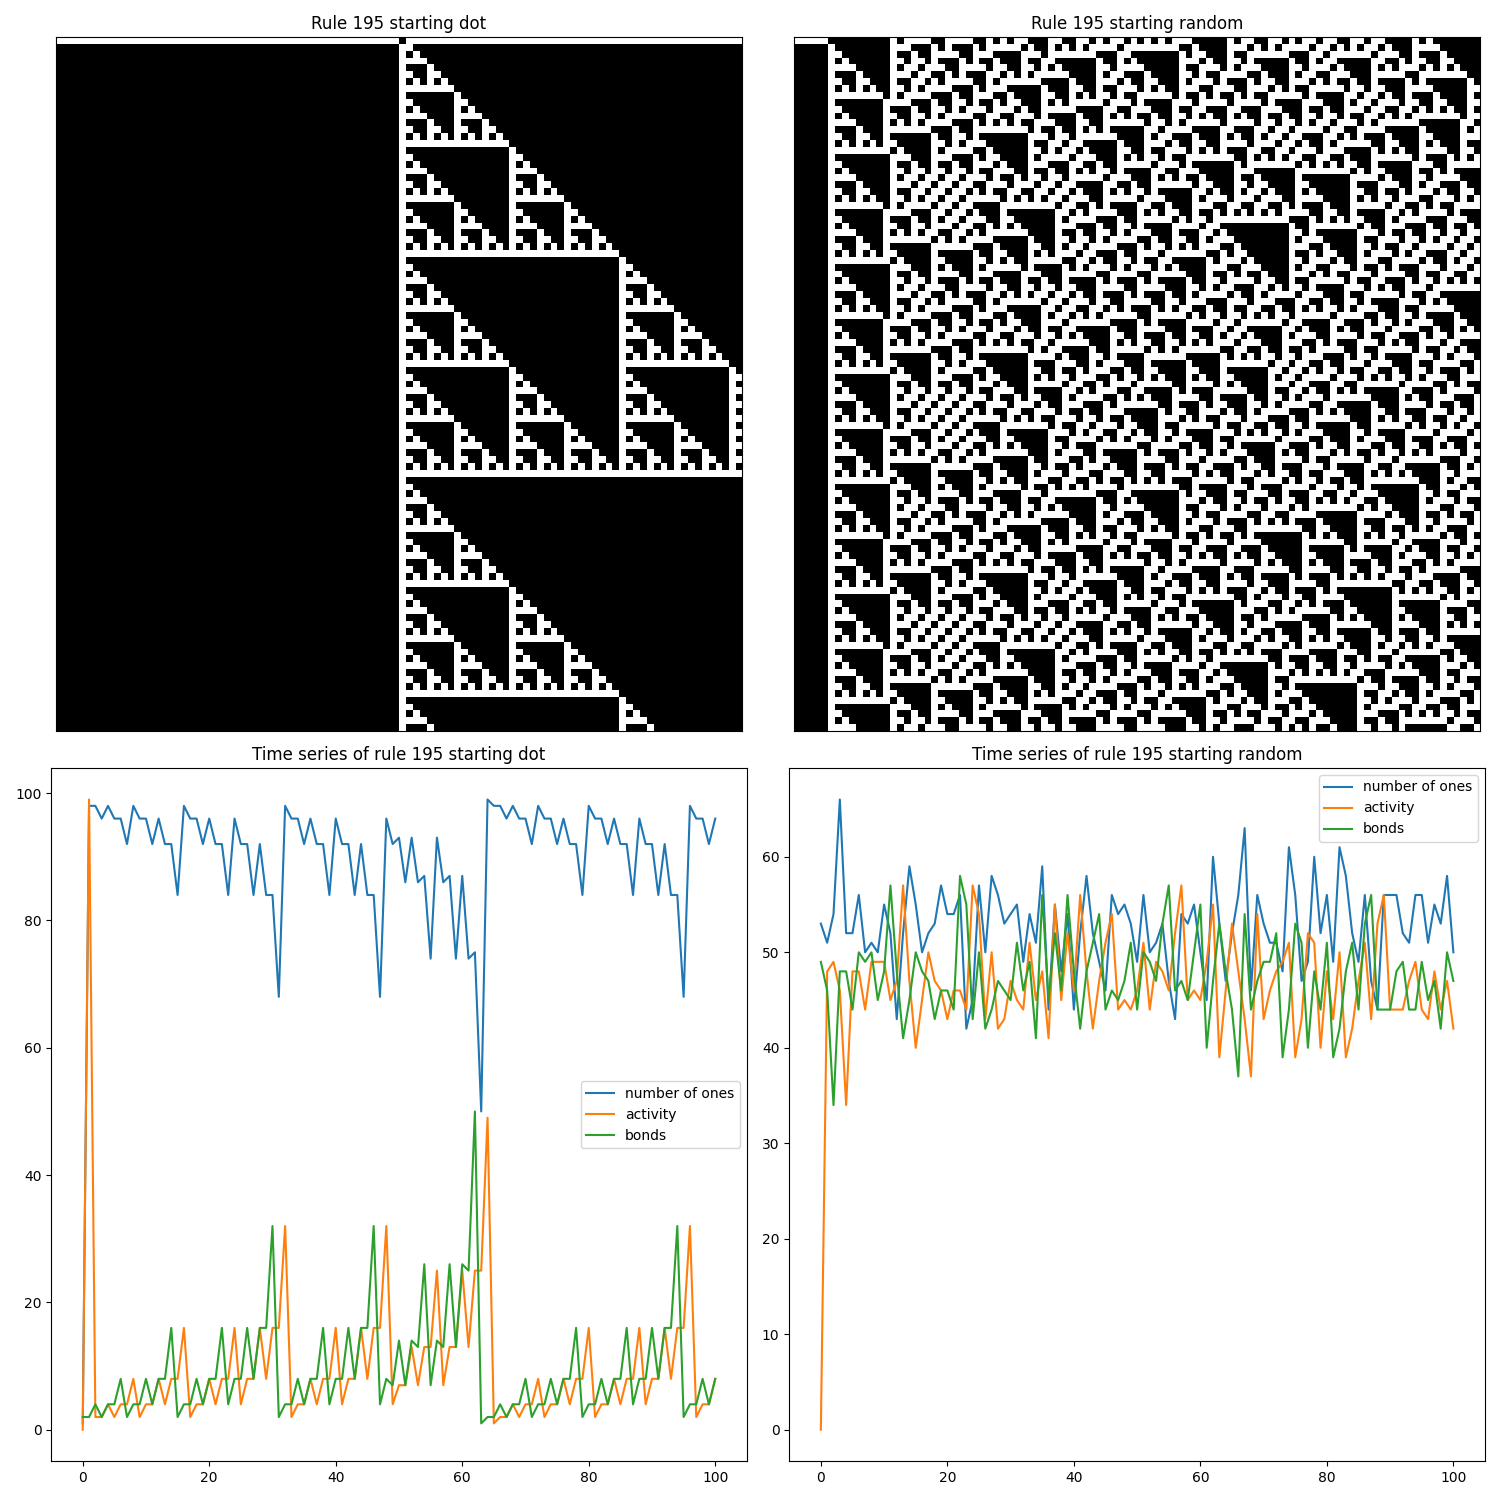 Rule 195 starting dot
Rule 195 starting random
Time series of rule 195 starting dot
100
80
60
40
20
0
0
20
40
60
80
100
number of ones
activity
bonds
Time series of rule 195 starting random
60
50
40
30
20
10
0
0
20
40
60
80
100
number of ones
activity
bonds